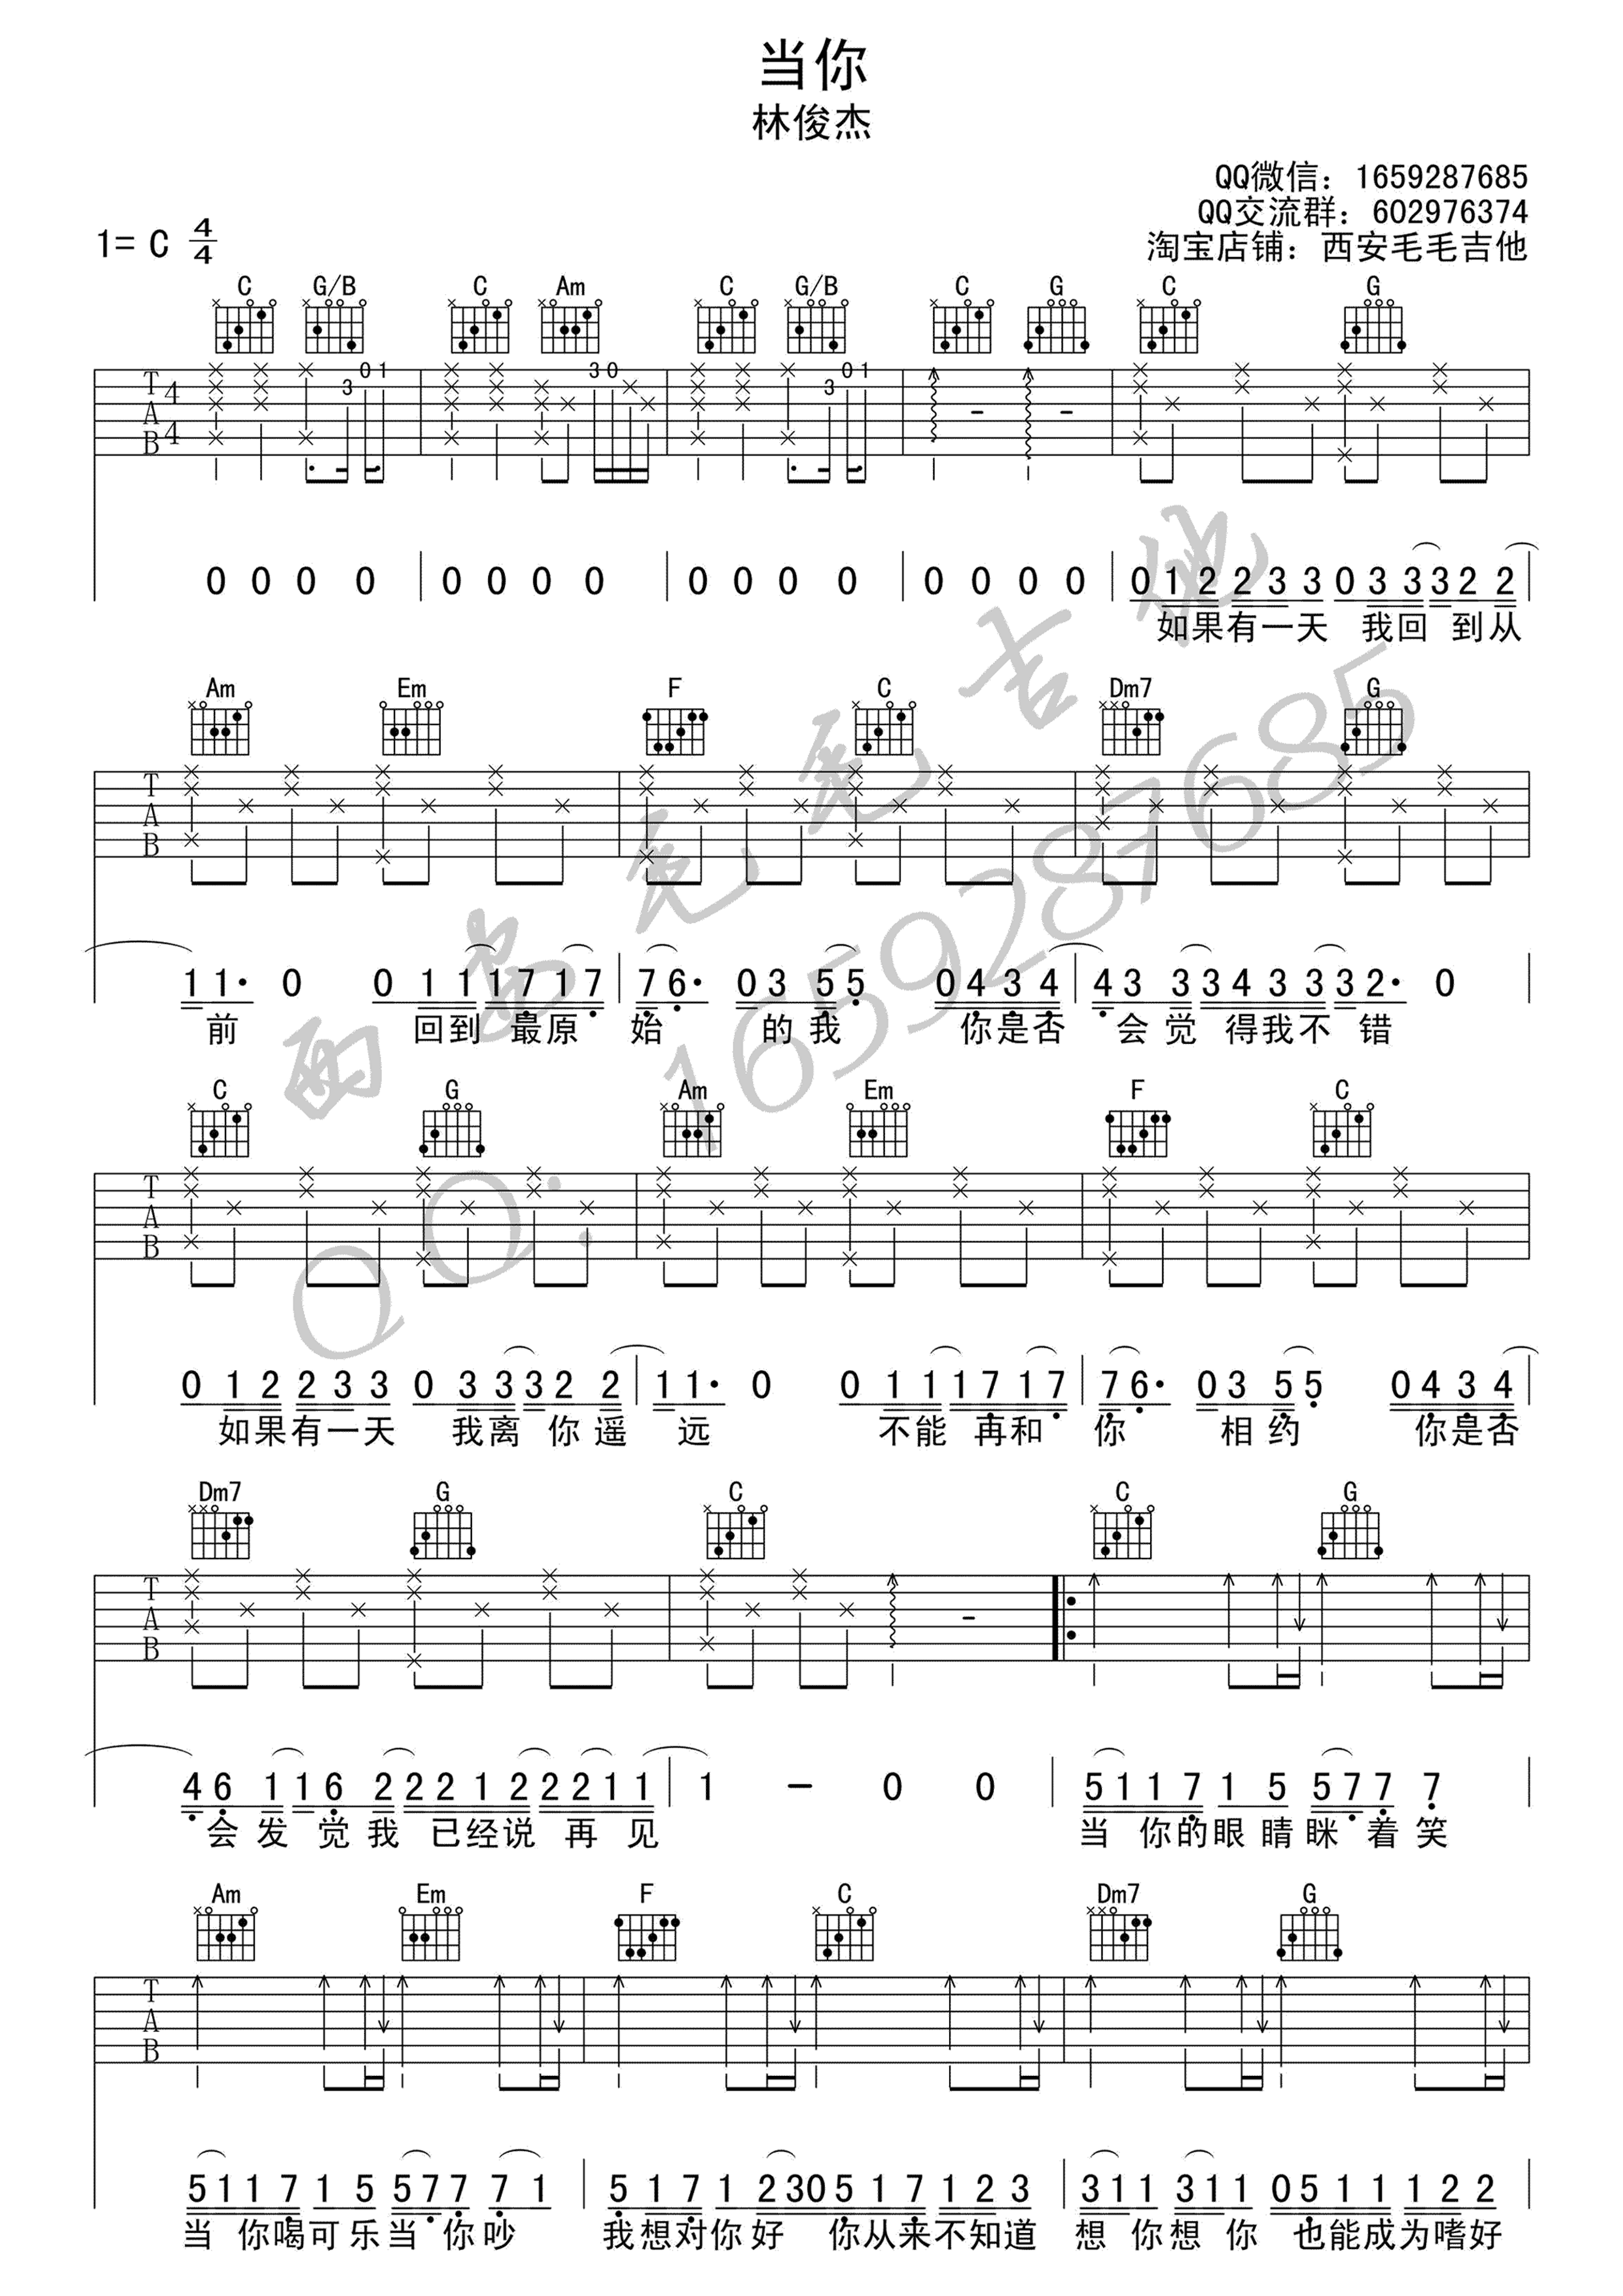 当你
林俊杰
QQ微信：1659287685
QQ交流群：602976374
1= C 4/4
淘宝店铺：西安毛毛吉他
C G/B C Am C G/B C G C G
T A B 4 4 3 0 1 3 0 3 0 1
0 0 0 0 0 0 0 0 0 0 0 0 0 0 0 0 0 1 2 2 3 3 0 3 3 3 2 2
如果有一天 我回 到从
Am Em F C Dm7 G
T A B
1 1· 0 0 1 1 1 7 1 7 7 6· 0 3 5 5 0 4 3 4 4 3 3 3 4 3 3 3 2· 0
前 回到 最原 始 的我 你是否 会觉 得我不 错
C G Am Em F C
T A B
0 1 2 2 3 3 0 3 3 3 2 2 1 1· 0 0 1 1 1 7 1 7 7 6· 0 3 5 5 0 4 3 4
如果有一天 我离 你遥 远 不能 再和 你 相约 你是否
Dm7 G C C G
T A B
4 6 1 1 6 2 2 2 1 2 2 2 1 1 1 – 0 0 5 1 1 7 1 5 5 7 7 7
会发 觉我 已经说 再见 当 你的眼睛眯 着笑
Am Em F C Dm7 G
T A B
5 1 1 7 1 5 5 7 7 7 1 5 1 7 1 2 3 0 5 1 7 1 2 3 3 1 1 3 1 1 0 5 1 1 1 2 2
当 你喝可乐当 你吵 我想对你好 你从来不知道 想 你想 你 也能成为嗜好
西安毛毛吉他
QQ：1659287685